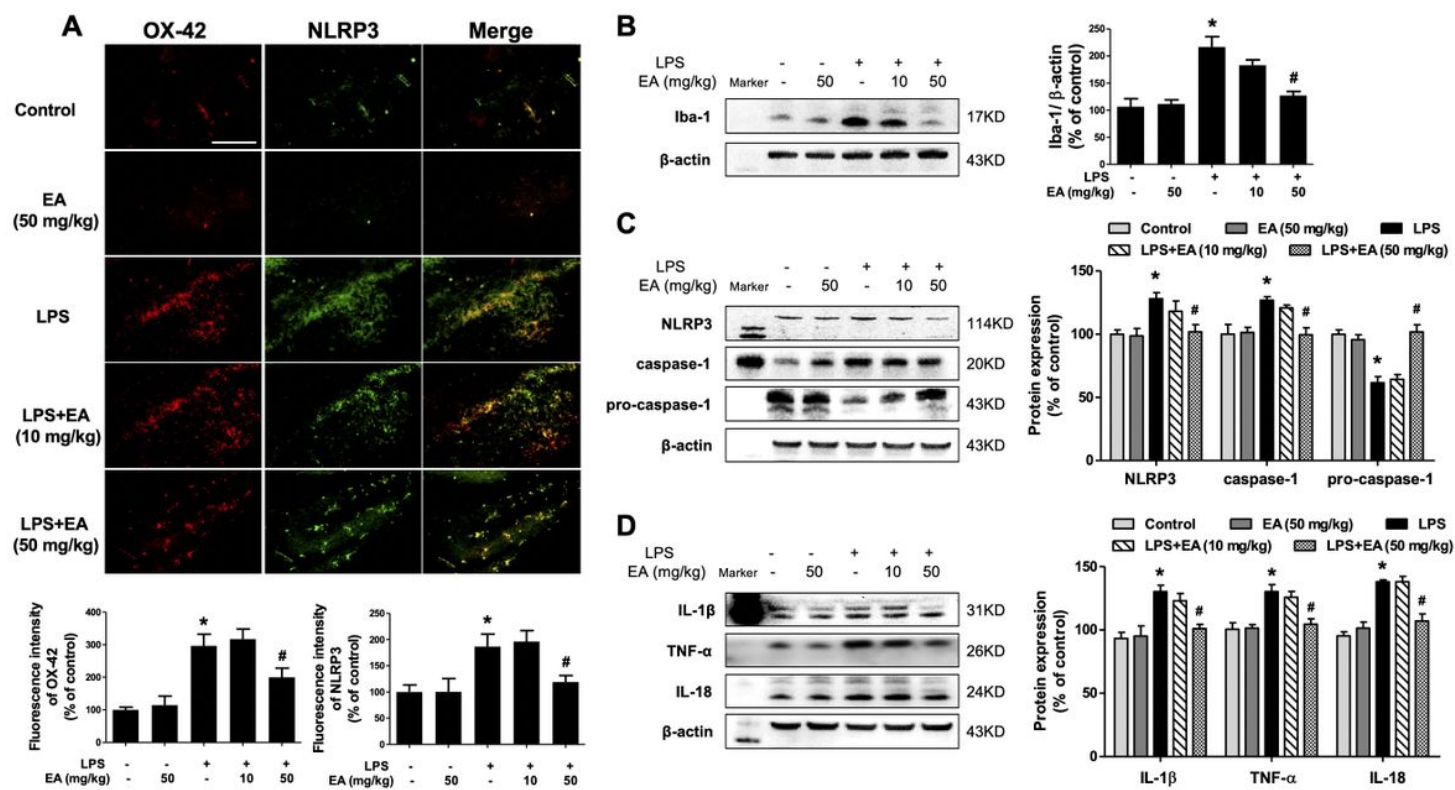 A
OX-42 NLRP3 Merge
Control
EA
(50 mg/kg)
LPS
LPS+EA
(10 mg/kg)
LPS+EA
(50 mg/kg)
Fluorescence intensity
of OX-42
(% of control)
400
300
200
100
0
- - + + +
LPS
- 50 - 10 50
EA (mg/kg)
*
#
Fluorescence intensity
of NLRP3
(% of control)
250
200
150
100
50
0
- - + + +
LPS
- 50 - 10 50
EA (mg/kg)
*
#
B
LPS - - + + +
EA (mg/kg) Marker - 50 - 10 50
Iba-1 17KD
β-actin 43KD
Iba-1/ β-actin
(% of control)
250
200
150
100
50
0
*
#
LPS - - + + +
EA (mg/kg) - 50 - 10 50
C
LPS - - + + +
EA (mg/kg) Marker - 50 - 10 50
NLRP3 114KD
caspase-1 20KD
pro-caspase-1 43KD
β-actin 43KD
Control EA (50 mg/kg) LPS
LPS+EA (10 mg/kg) LPS+EA (50 mg/kg)
Protein expression
(% of control)
150
100
50
0
* # * # * #
NLRP3 caspase-1 pro-caspase-1
D
LPS - - + + +
EA (mg/kg) Marker - 50 - 10 50
IL-1β 31KD
TNF-α 26KD
IL-18 24KD
β-actin 43KD
Control EA (50 mg/kg) LPS
LPS+EA (10 mg/kg) LPS+EA (50 mg/kg)
Protein expression
(% of control)
150
100
50
0
* # * # * #
IL-1β TNF-α IL-18